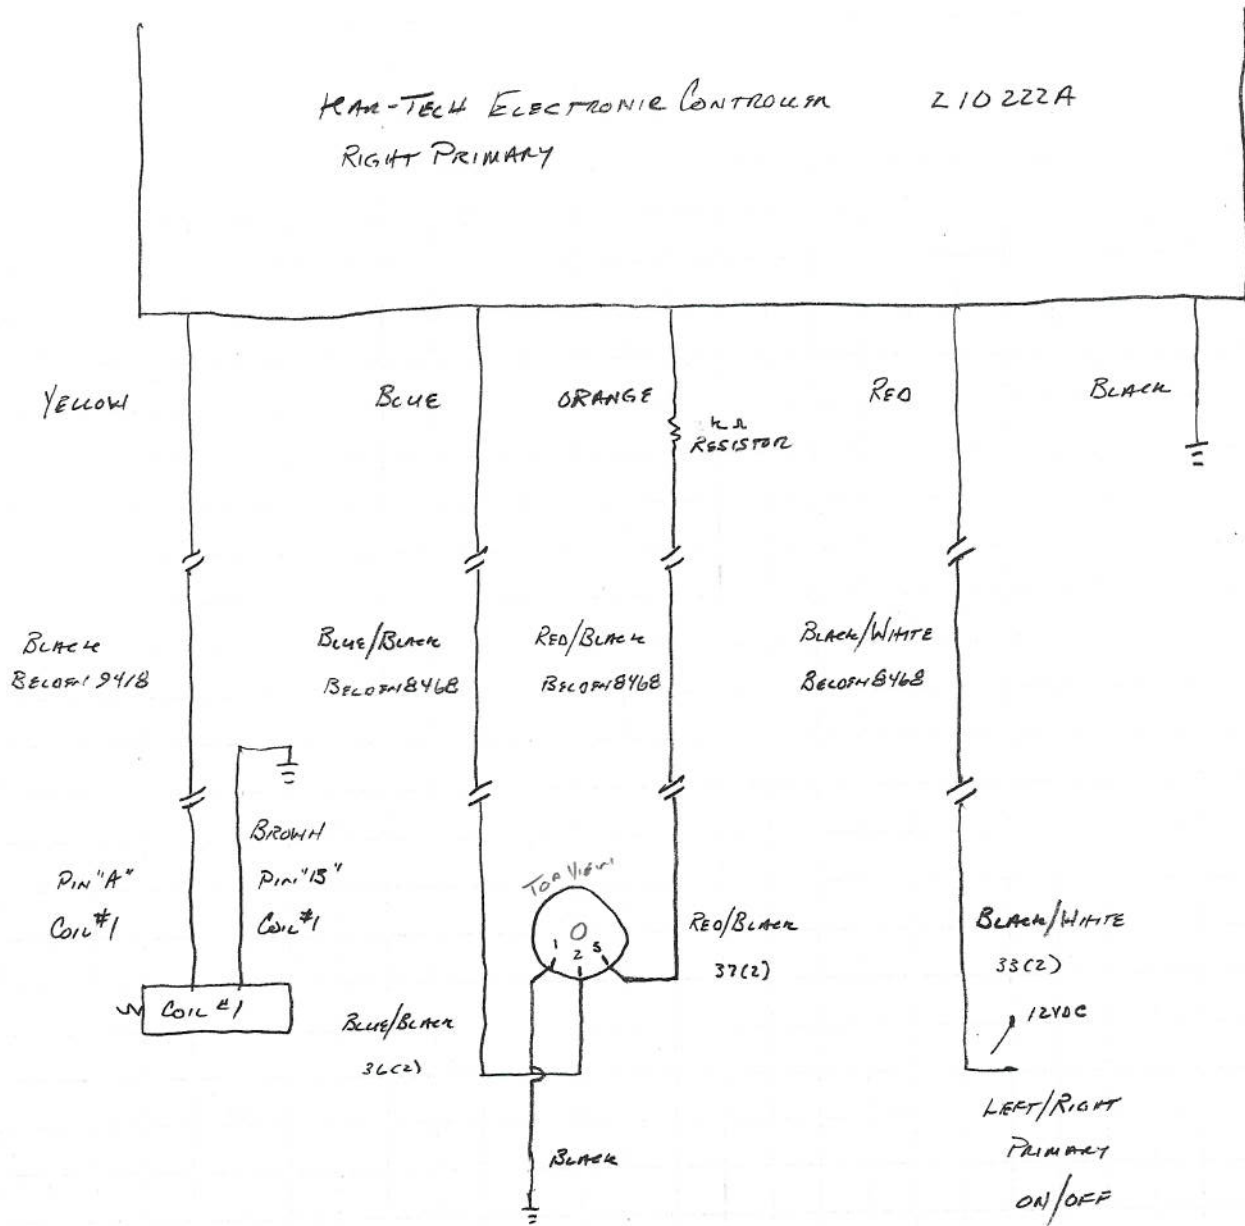 KAR-TECH ELECTRONIC CONTROLLER 210222A
RIGHT PRIMARY
YELLOW
BLUE
ORANGE
RED
BLACK
RESISTOR
BLACK
BELDEN 9418
BLUE/BLACK
BELDEN 8468
RED/BLACK
BELDEN 8468
BLACK/WHITE
BELDEN 8468
BROWN
PIN "A"
COIL #1
PIN "B"
COIL #1
TOP VIEW
1 2 3
RED/BLACK
37(2)
BLACK/WHITE
33(2)
12VDC
COIL #1
BLUE/BLACK
36(2)
LEFT/RIGHT
PRIMARY
ON/OFF
BLACK